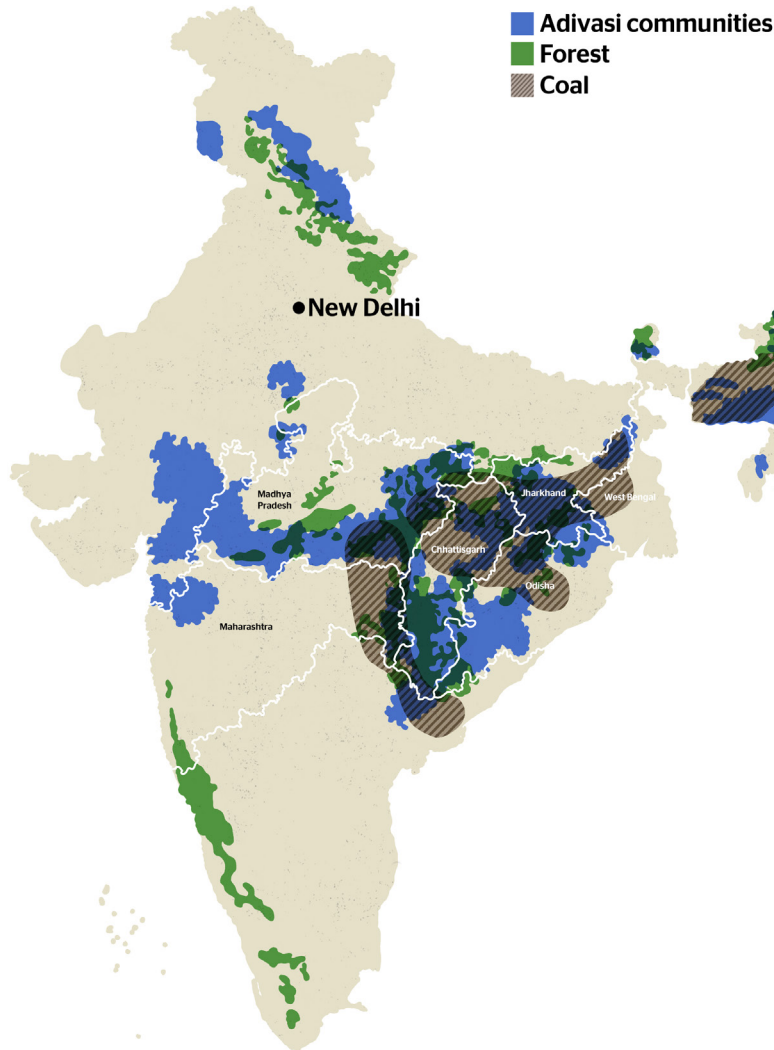 Adivasi communities
Forest
Coal
New Delhi
Madhya
Pradesh
Jharkhand
West Bengal
Chhattisgarh
Odisha
Maharashtra